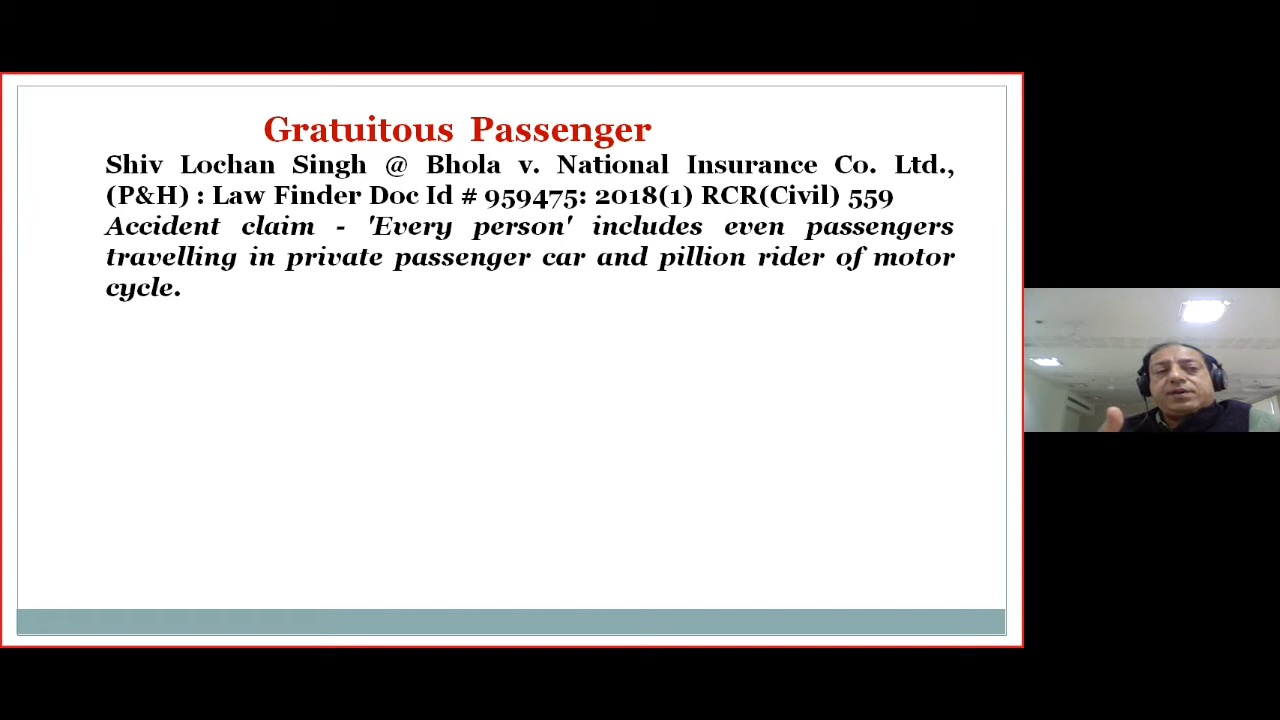 Gratuitous Passenger
Shiv Lochan Singh @ Bhola v. National Insurance Co. Ltd.,
(P&H) : Law Finder Doc Id # 959475: 2018(1) RCR(Civil) 559
Accident claim - 'Every person' includes even passengers
travelling in private passenger car and pillion rider of motor
cycle.